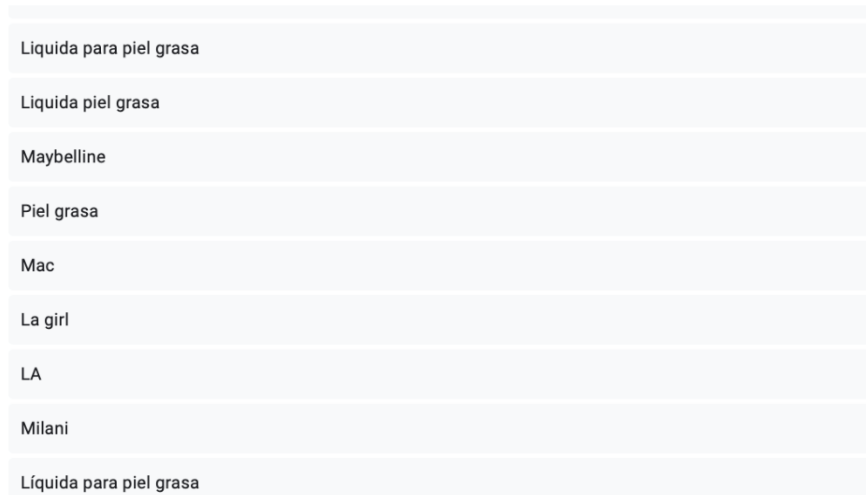 Liquida para piel grasa
Liquida piel grasa
Maybelline
Piel grasa
Mac
La girl
LA
Milani
Líquida para piel grasa